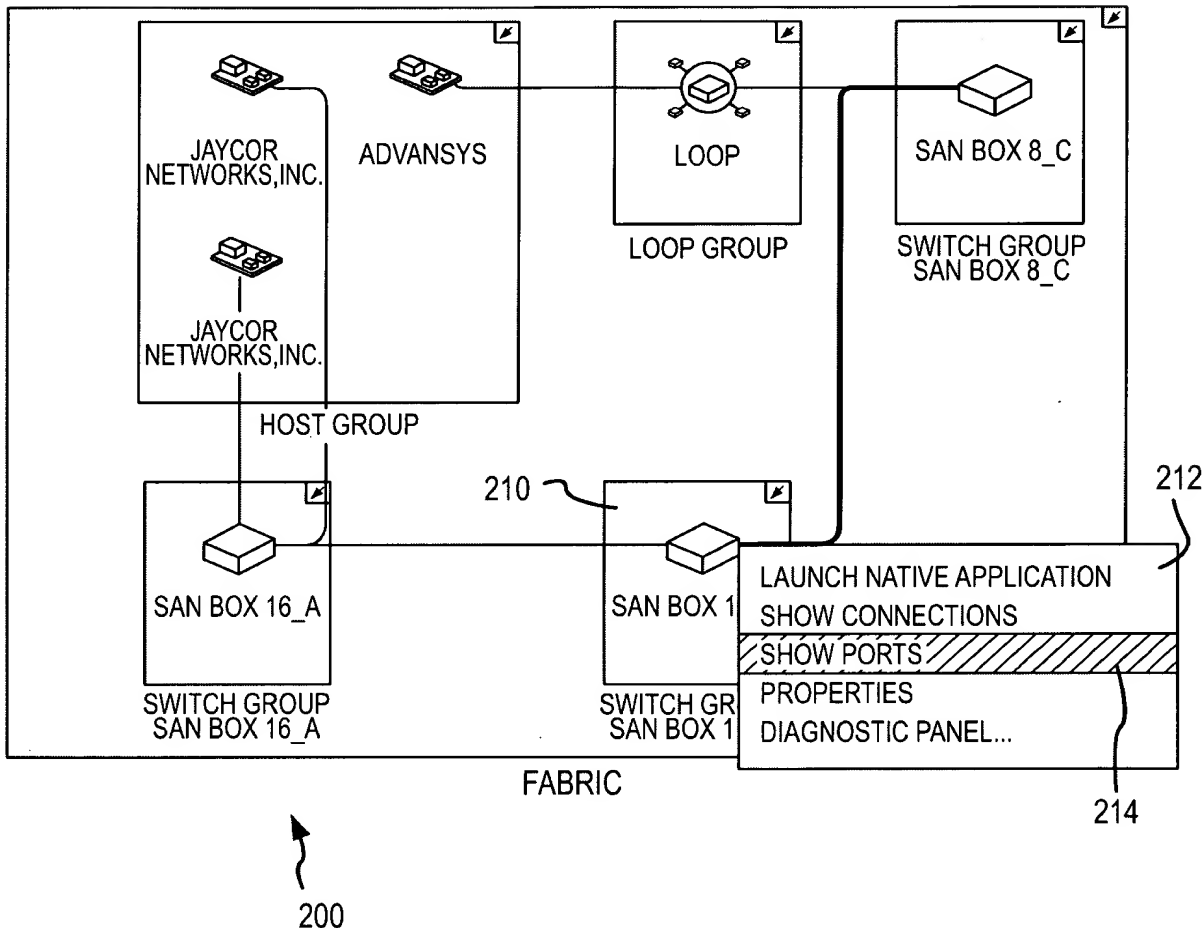 JAYCOR
NETWORKS,INC.
ADVANSYS
LOOP
SAN BOX 8_C
LOOP GROUP
SWITCH GROUP
SAN BOX 8_C
JAYCOR
NETWORKS,INC.
HOST GROUP
210
212
SAN BOX 16_A
SAN BOX 1
SWITCH GROUP
SAN BOX 16_A
SWITCH GR
SAN BOX 1
LAUNCH NATIVE APPLICATION
SHOW CONNECTIONS
SHOW PORTS
PROPERTIES
DIAGNOSTIC PANEL...
FABRIC
214
200